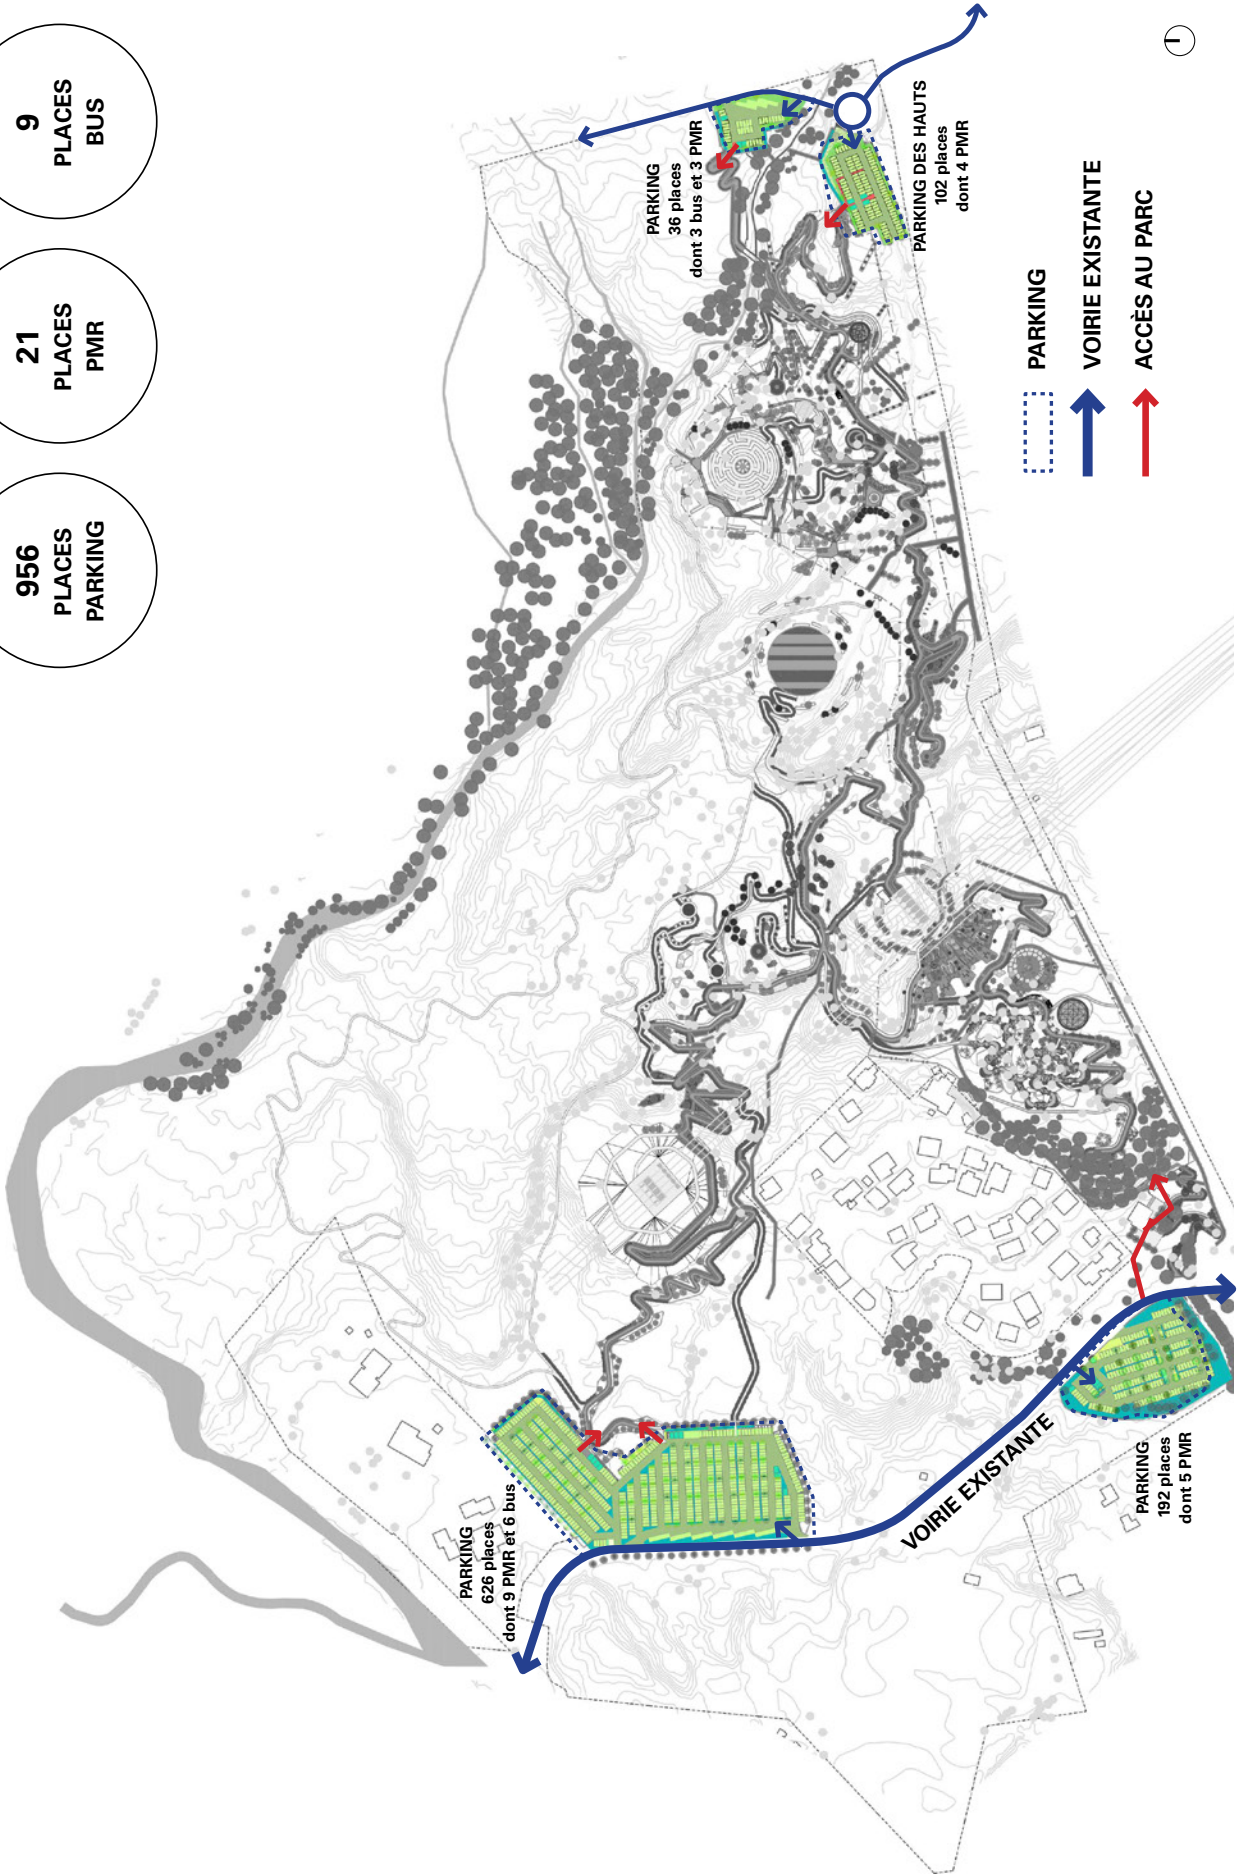 956
PLACES
PARKING
21
PLACES
PMR
9
PLACES
BUS
PARKING
626 places
dont 9 PMR et 6 bus
PARKING
36 places
dont 3 bus et 3 PMR
PARKING DES HAUTS
102 places
dont 4 PMR
VOIRIE EXISTANTE
PARKING
192 places
dont 5 PMR
PARKING
VOIRIE EXISTANTE
ACCÈS AU PARC